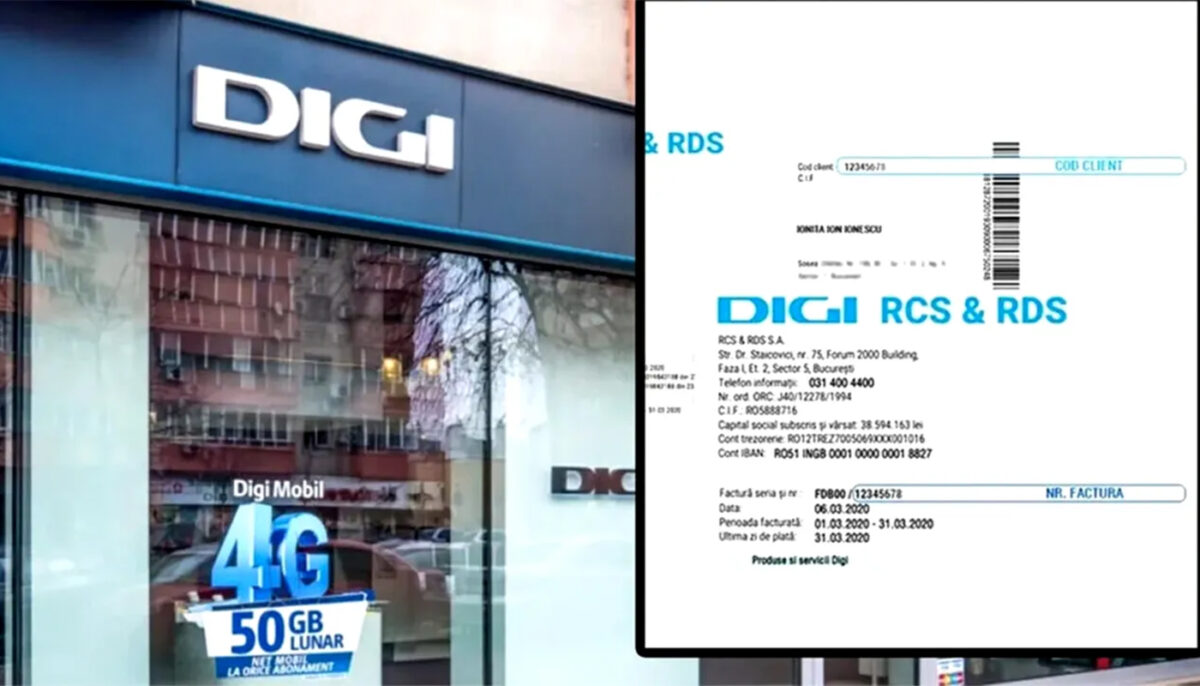 DIGI
Digi Mobil
4G
50 GB
LUNAR
NET MOBIL
LA ORICE ABONAMENT
DIG
& RDS
Cod client 12345678 COD CLIENT
C.I.F
IONITA ION IONESCU
Sosea
DIGI RCS & RDS
RCS & RDS S.A.
Str. Dr. Staicovici, nr. 75, Forum 2000 Building,
Faza I, Et. 2, Sector 5, București
Telefon informații: 031 400 4400
Nr. ord. ORC: J40/12278/1994
C.I.F.: RO5888716
Capital social subscris și vărsat: 38.594.163 lei
Cont trezorerie: RO12TREZ7005069XXX001016
Cont IBAN: RO51 INGB 0001 0000 0001 8827
31 03 2020
Factură seria și nr.: FDB00 / 12345678 NR. FACTURA
Data: 06.03.2020
Perioada facturată: 01.03.2020 - 31.03.2020
Ultima zi de plată: 31.03.2020
Produse si servicii Digi